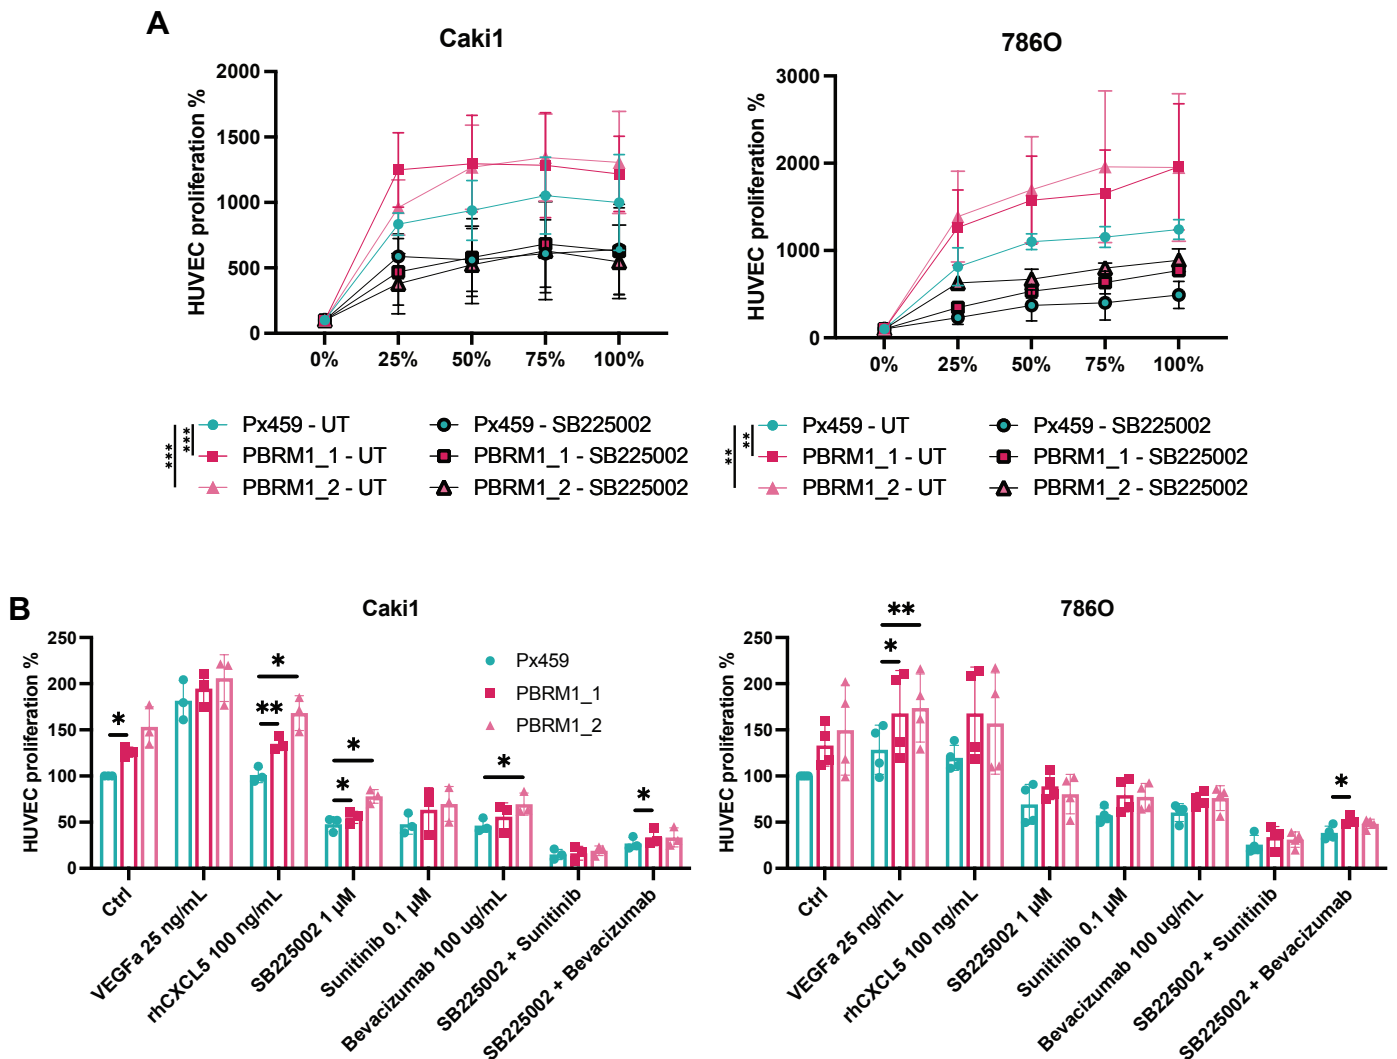 A
Caki1
786O
HUVEC proliferation %
2000
1500
1000
500
0
0%
25%
50%
75%
100%
HUVEC proliferation %
3000
2000
1000
0
0%
25%
50%
75%
100%
***
***
Px459 - UT
PBRM1_1 - UT
PBRM1_2 - UT
Px459 - SB225002
PBRM1_1 - SB225002
PBRM1_2 - SB225002
**
**
Px459 - UT
PBRM1_1 - UT
PBRM1_2 - UT
Px459 - SB225002
PBRM1_1 - SB225002
PBRM1_2 - SB225002
B
Caki1
HUVEC proliferation %
250
200
150
100
50
0
*
*
**
*
*
*
*
Px459
PBRM1_1
PBRM1_2
Ctrl
VEGFa 25 ng/mL
rhCXCL5 100 ng/mL
SB225002 1 µM
Sunitinib 0.1 µM
Bevacizumab 100 ug/mL
SB225002 + Sunitinib
SB225002 + Bevacizumab
786O
HUVEC proliferation %
250
200
150
100
50
0
**
*
*
Ctrl
VEGFa 25 ng/mL
rhCXCL5 100 ng/mL
SB225002 1 µM
Sunitinib 0.1 µM
Bevacizumab 100 ug/mL
SB225002 + Sunitinib
SB225002 + Bevacizumab